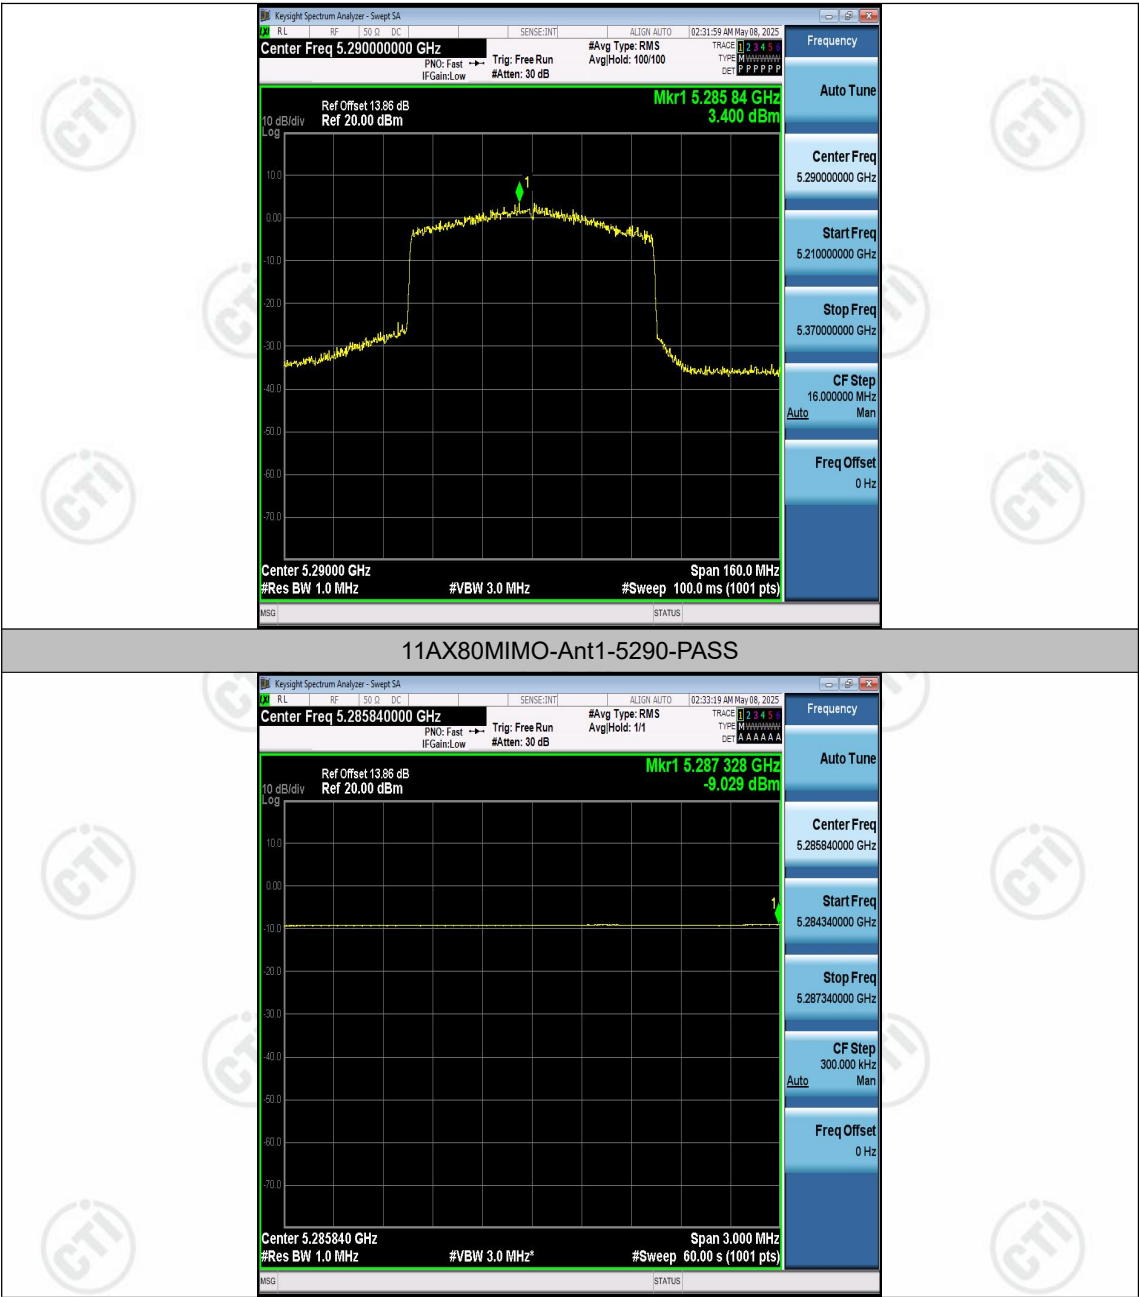 Keysight Spectrum Analyzer - Swept SA
RL RF 50 Ω DC SENSE:INT ALIGN AUTO 02:31:59 AM May 08, 2025
Center Freq 5.290000000 GHz
PNO: Fast
IFGain:Low
Trig: Free Run
#Atten: 30 dB
#Avg Type: RMS
Avg|Hold: 100/100
TRACE 1 2 3 4 5 6
TYPE M WWWWW
DET P P P P P P
Frequency
Mkr1 5.285 84 GHz
3.400 dBm
Ref Offset 13.86 dB
10 dB/div Ref 20.00 dBm
Log
10.0
0.00
-10.0
-20.0
-30.0
-40.0
-50.0
-60.0
-70.0
1
Center 5.29000 GHz Span 160.0 MHz
#Res BW 1.0 MHz #VBW 3.0 MHz #Sweep 100.0 ms (1001 pts)
MSG STATUS
Auto Tune
Center Freq
5.290000000 GHz
Start Freq
5.210000000 GHz
Stop Freq
5.370000000 GHz
CF Step
16.000000 MHz
Auto Man
Freq Offset
0 Hz
11AX80MIMO-Ant1-5290-PASS
Keysight Spectrum Analyzer - Swept SA
RL RF 50 Ω DC SENSE:INT ALIGN AUTO 02:33:19 AM May 08, 2025
Center Freq 5.285840000 GHz
PNO: Fast
IFGain:Low
Trig: Free Run
#Atten: 30 dB
#Avg Type: RMS
Avg|Hold: 1/1
TRACE 1 2 3 4 5 6
TYPE M WWWWW
DET A A A A A A
Frequency
Mkr1 5.287 328 GHz
-9.029 dBm
Ref Offset 13.86 dB
10 dB/div Ref 20.00 dBm
Log
10.0
0.00
-10.0
-20.0
-30.0
-40.0
-50.0
-60.0
-70.0
1
Center 5.285840 GHz Span 3.000 MHz
#Res BW 1.0 MHz #VBW 3.0 MHz* #Sweep 60.00 s (1001 pts)
MSG STATUS
Auto Tune
Center Freq
5.285840000 GHz
Start Freq
5.284340000 GHz
Stop Freq
5.287340000 GHz
CF Step
300.000 kHz
Auto Man
Freq Offset
0 Hz
CTI
CTI
CTI
CTI
CTI
CTI
CTI
CTI
CTI
CTI
CTI
CTI